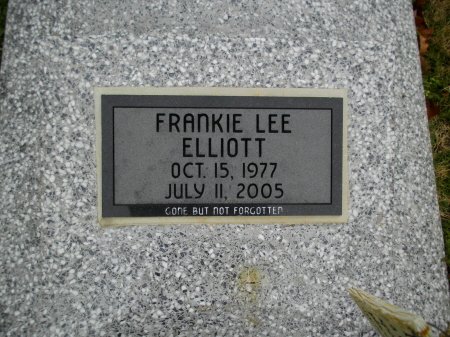 FRANKIE LEE
ELLIOTT
OCT. 15, 1977
JULY 11, 2005
GONE BUT NOT FORGOTTEN